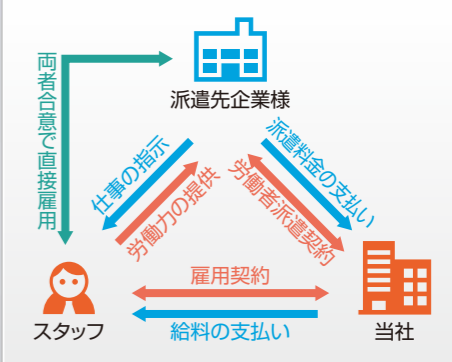 両者合意で直接雇用
派遣先企業様
仕事の指示
労働力の提供
派遣料金の支払い
労働者派遣契約
雇用契約
給料の支払い
スタッフ
当社